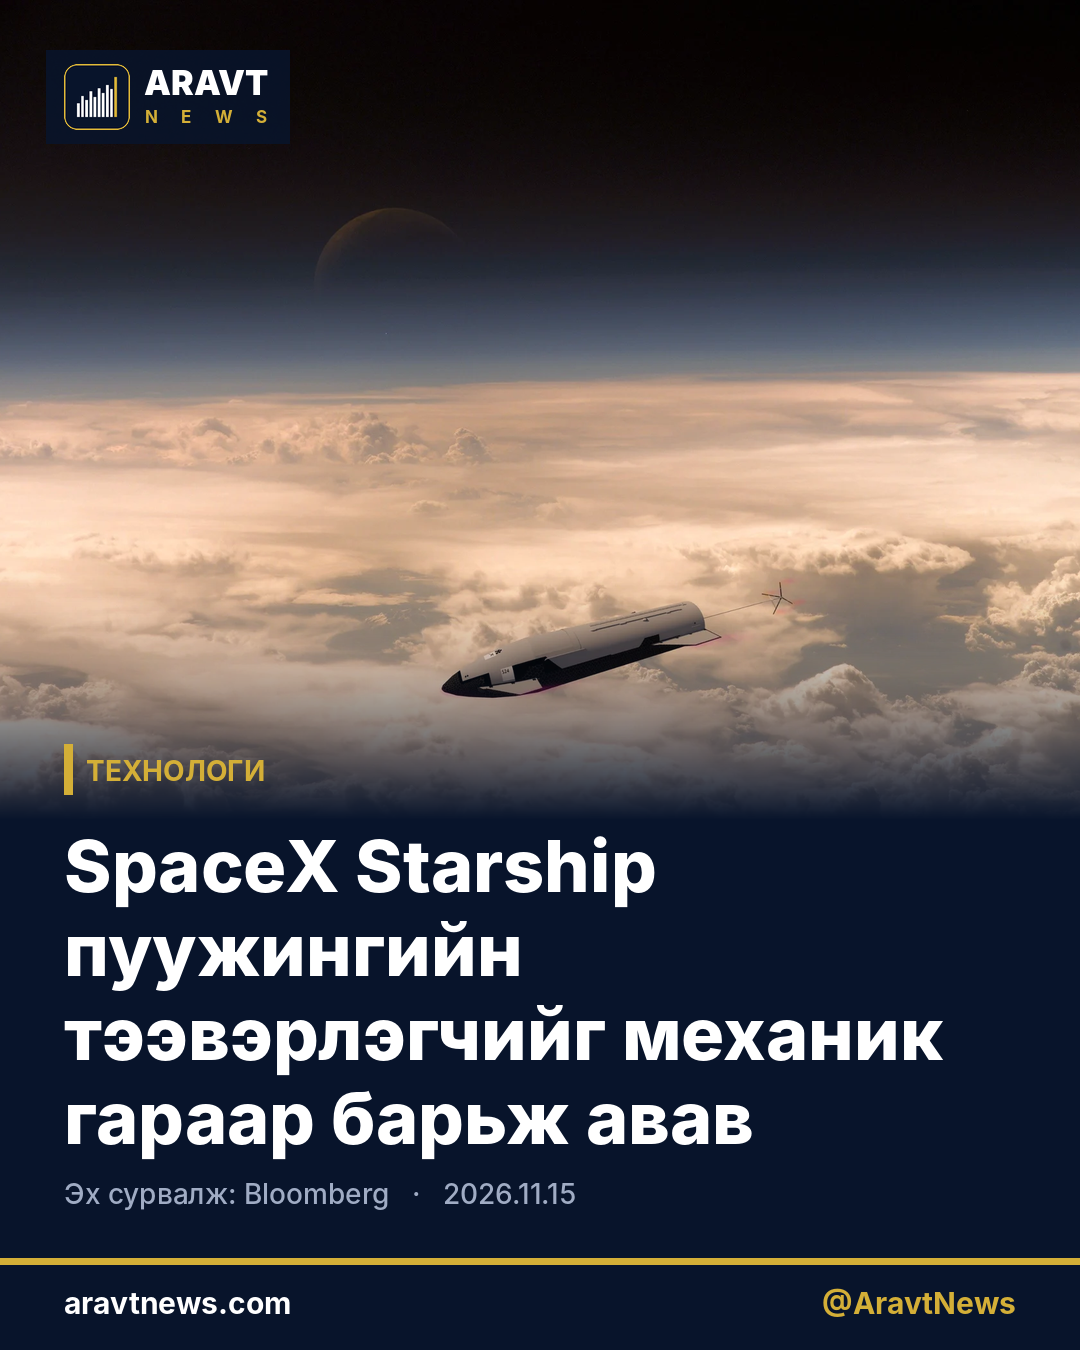 ARAVT
NEWS
ТЕХНОЛОГИ
SpaceX Starship
пуужингийн
тээвэрлэгчийг механик
гараар барьж авав
Эх сурвалж: Bloomberg · 2026.11.15
aravtnews.com
@AravtNews